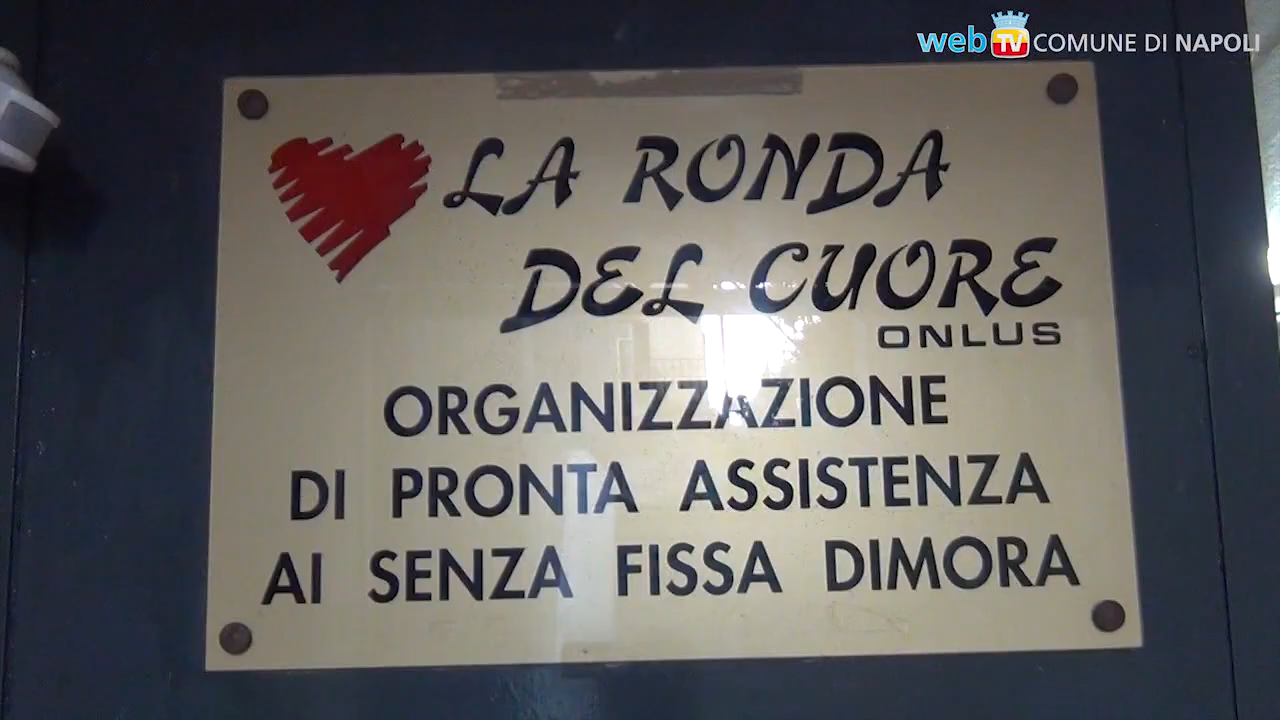 web TV COMUNE DI NAPOLI
LA RONDA
DEL CUORE
ONLUS
ORGANIZZAZIONE
DI PRONTA ASSISTENZA
AI SENZA FISSA DIMORA